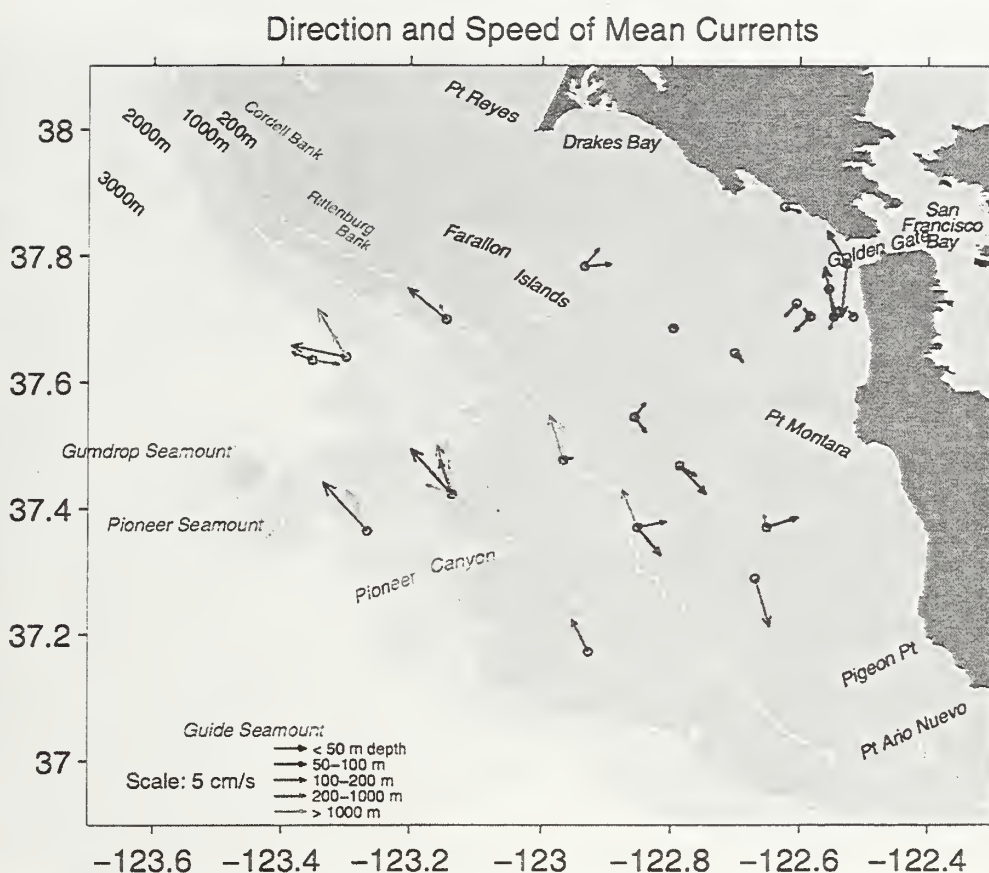 Direction and Speed of Mean Currents
38
37.8
37.6
37.4
37.2
37
3000m
2000m
1000m
200m
Cordell Bank
Rittenburg
Bank
Pt Reyes
Drakes Bay
Farallon
Islands
San
Francisco
Bay
Golden Gate
Pt Montara
Gumdrop Seamount
Pioneer Seamount
Pioneer Canyon
Pigeon Pt
Pt Ano Nuevo
Guide Seamount
Scale: 5 cm/s
< 50 m depth
50–100 m
100–200 m
200–1000 m
> 1000 m
−123.6
−123.4
−123.2
−123
−122.8
−122.6
−122.4